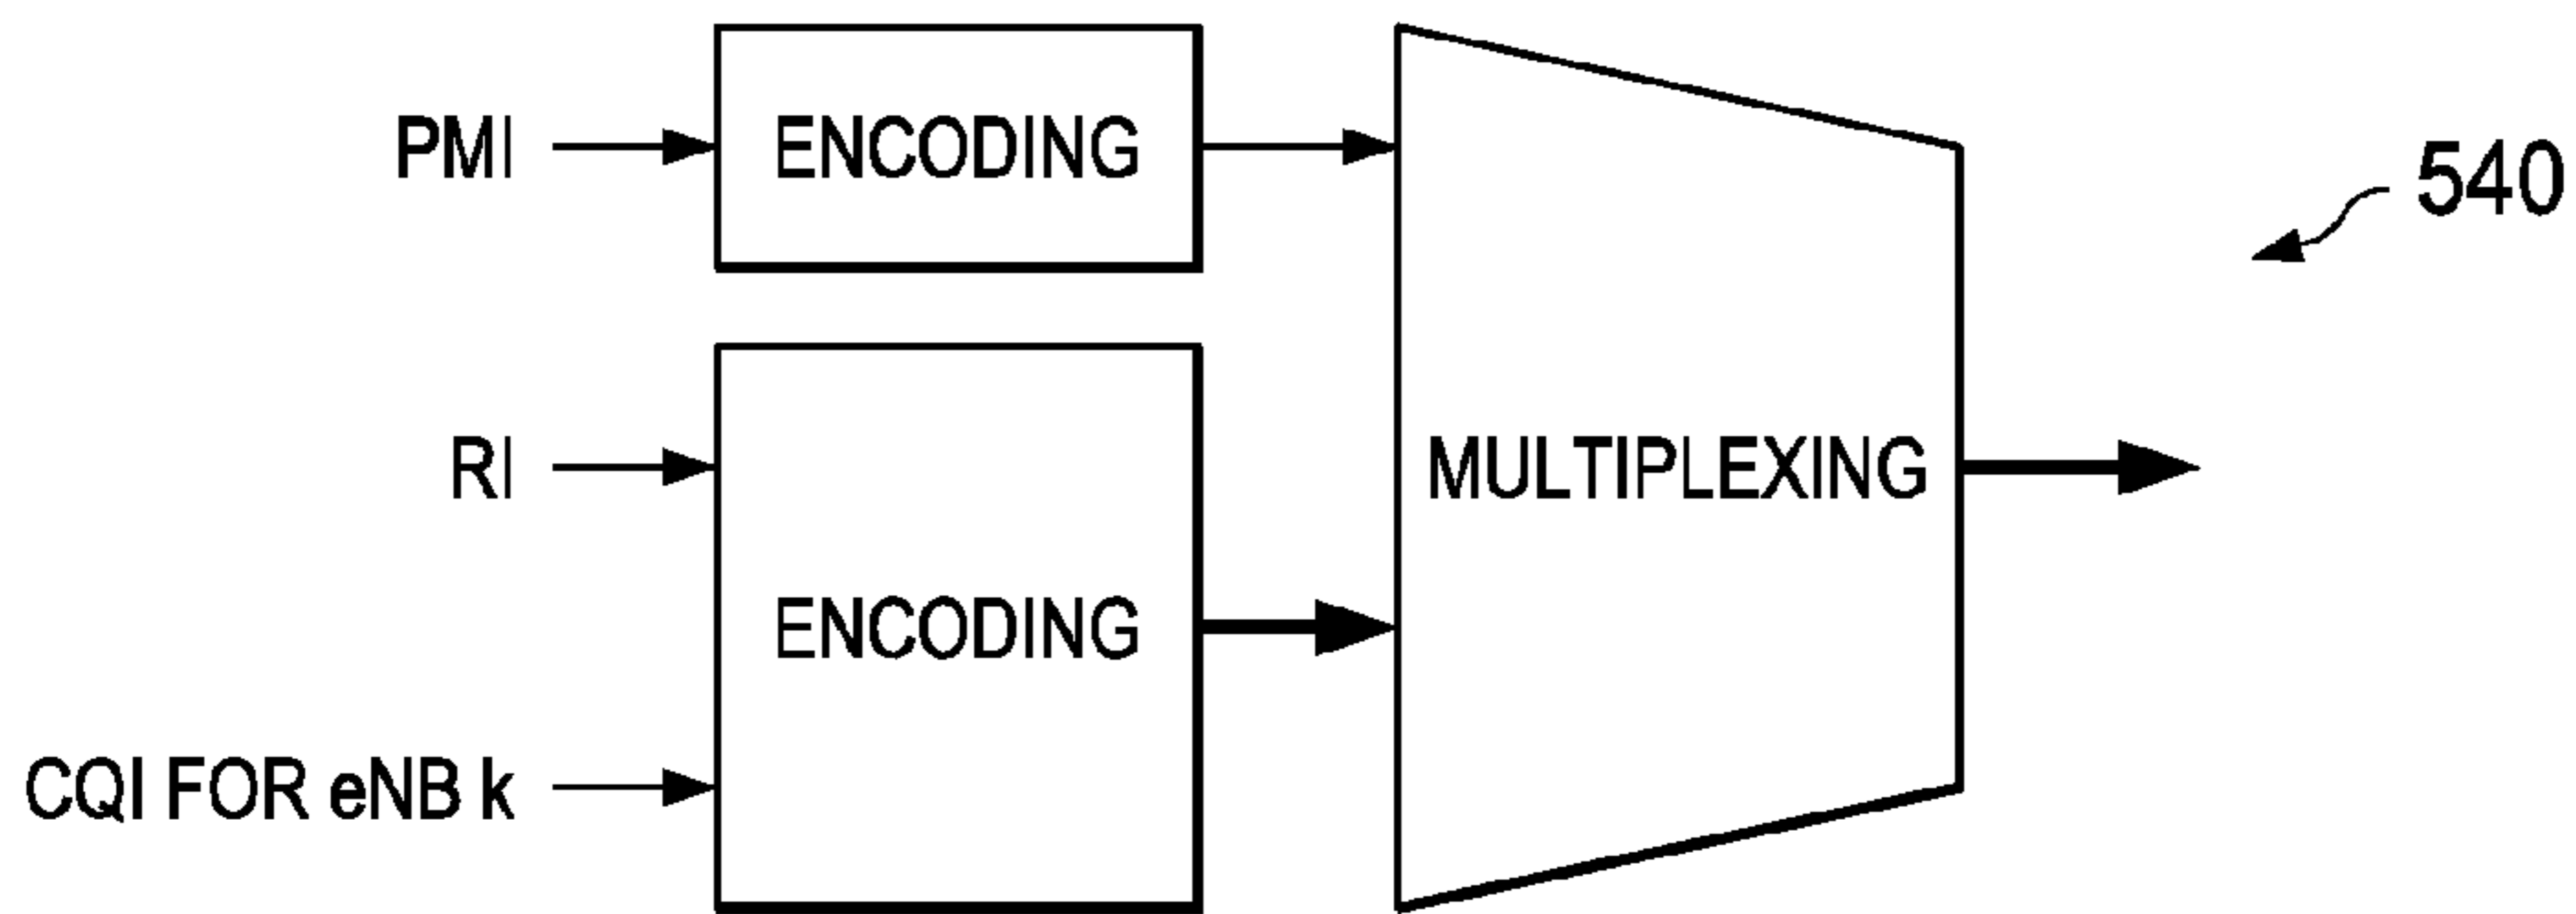 PMI
ENCODING
540
RI
MULTIPLEXING
ENCODING
CQI FOR eNB k